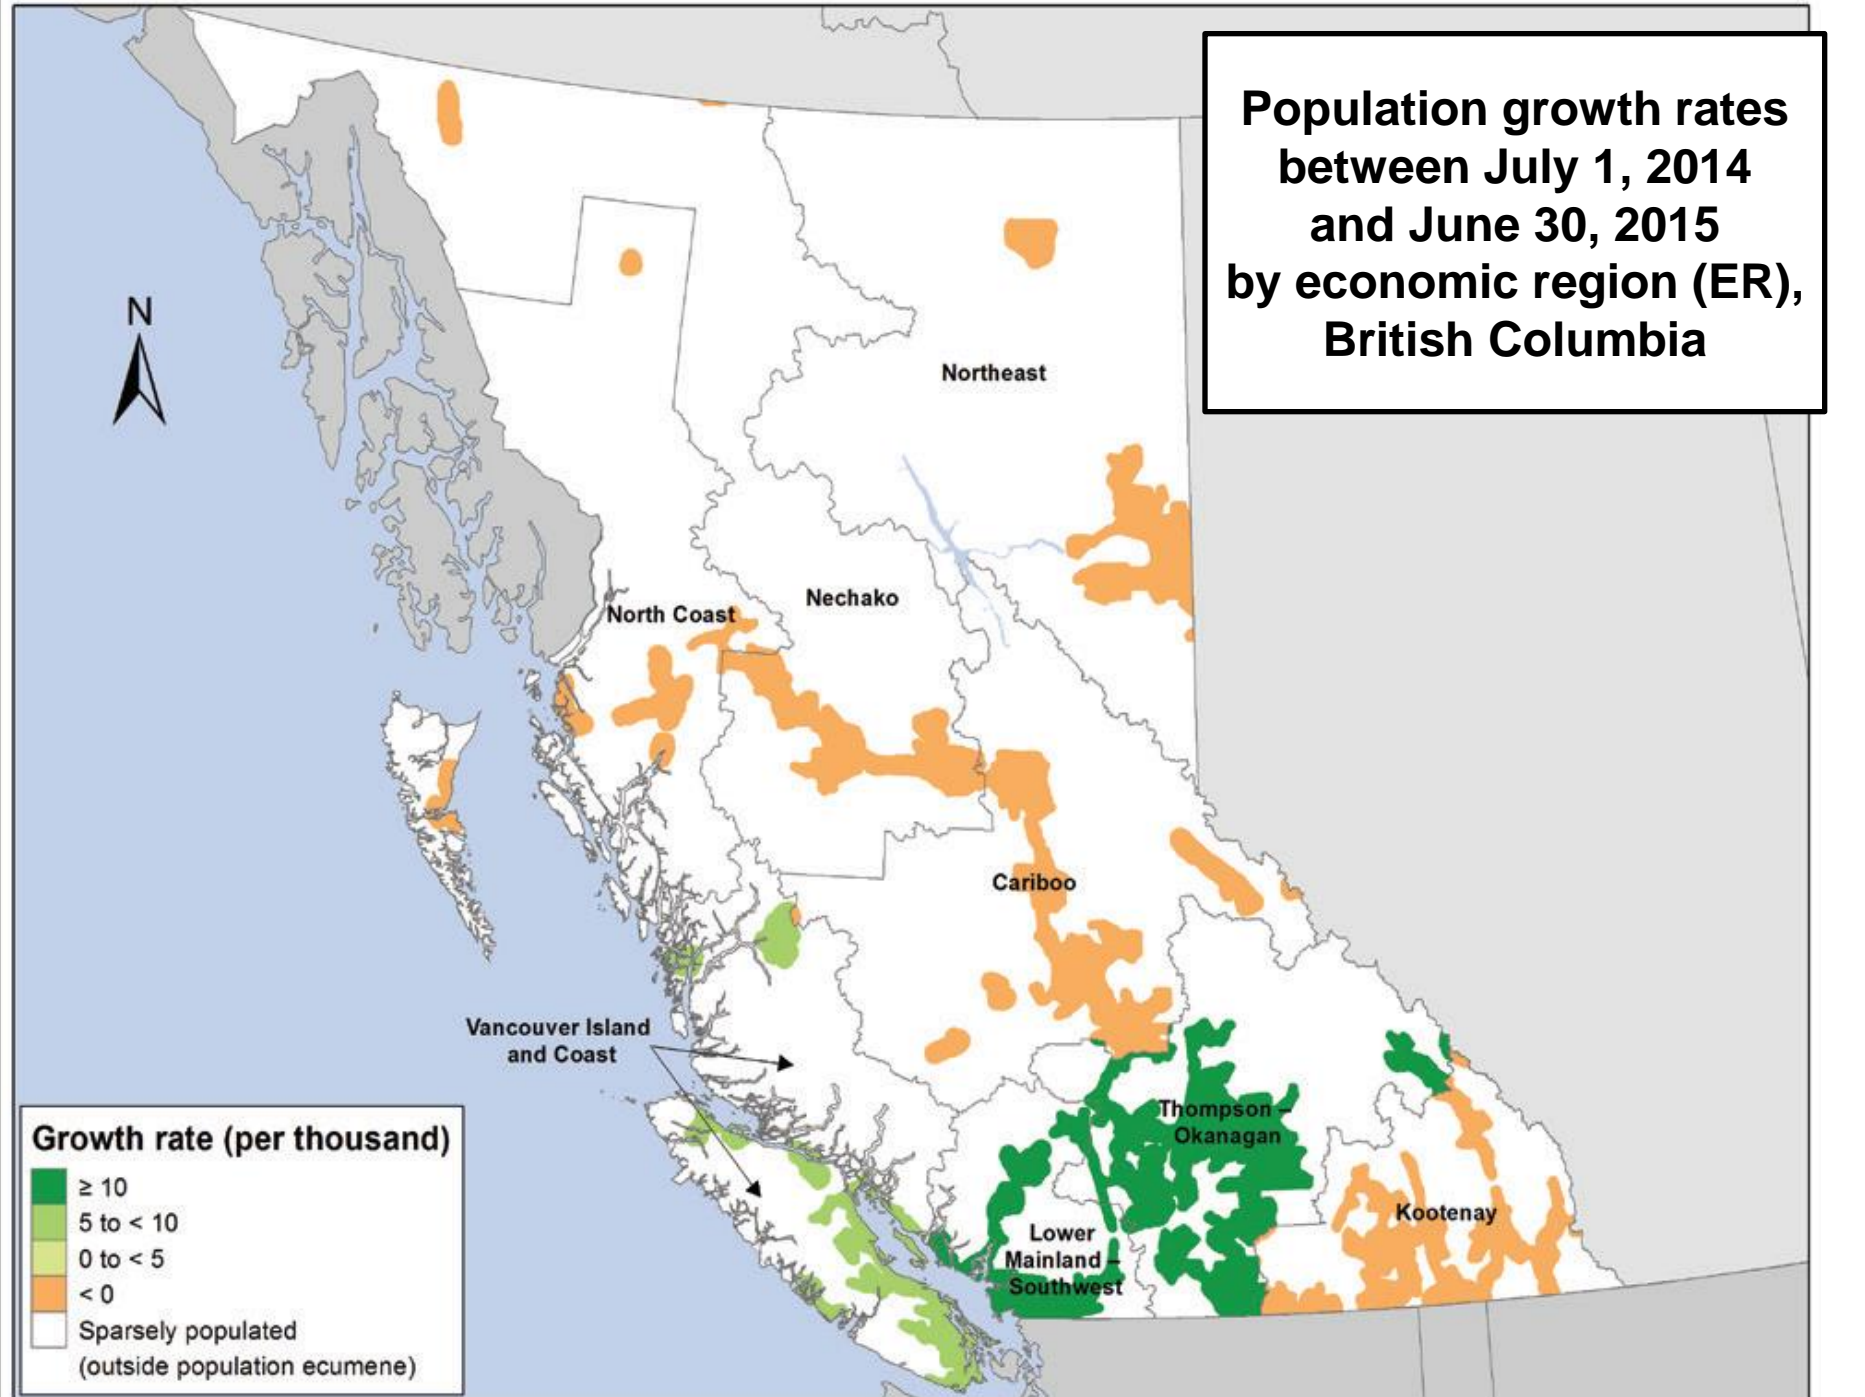 Population growth rates
between July 1, 2014
and June 30, 2015
by economic region (ER),
British Columbia
N
Northeast
Nechako
North Coast
Cariboo
Vancouver Island
and Coast
Thompson –
Okanagan
Kootenay
Lower
Mainland –
Southwest
Growth rate (per thousand)
≥ 10
5 to < 10
0 to < 5
< 0
Sparsely populated
(outside population ecumene)